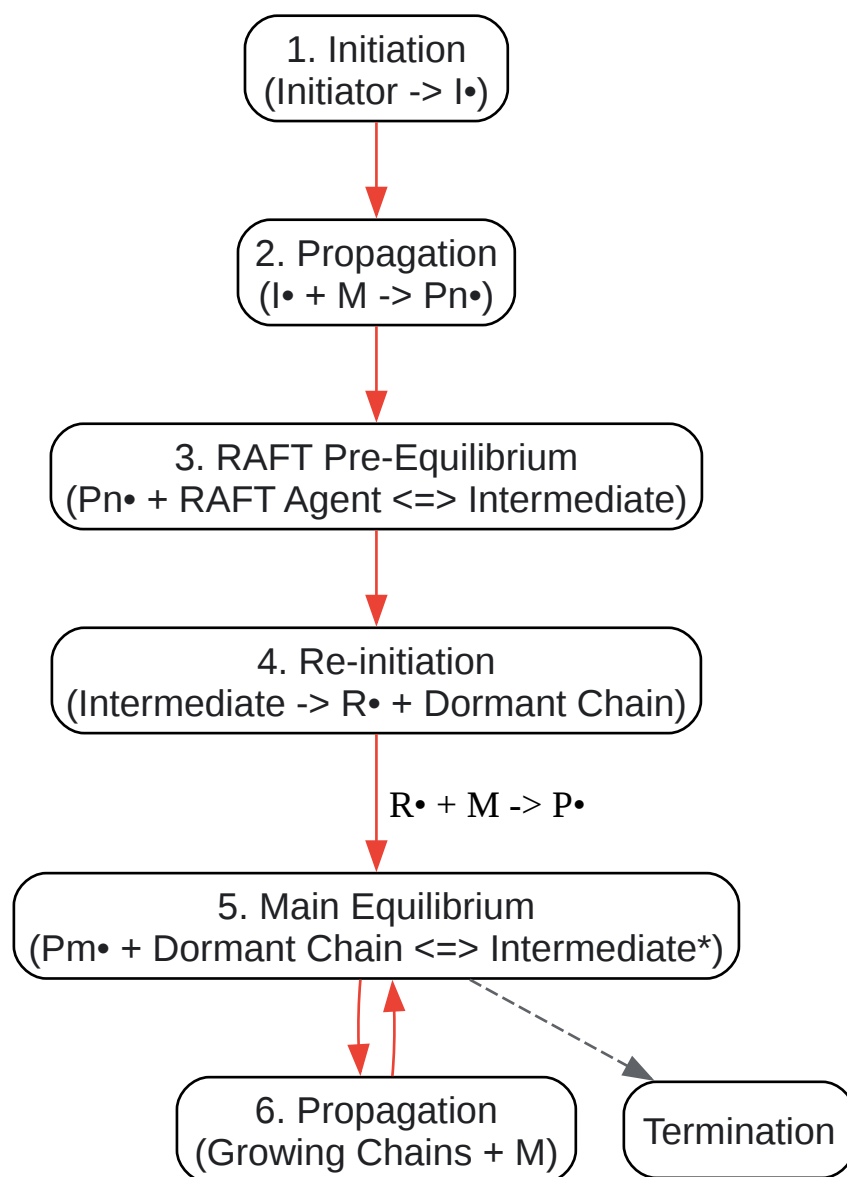 1. Initiation
(Initiator -> I•)
2. Propagation
(I• + M -> Pn•)
3. RAFT Pre-Equilibrium
(Pn• + RAFT Agent <=> Intermediate)
4. Re-initiation
(Intermediate -> R• + Dormant Chain)
R• + M -> P•
5. Main Equilibrium
(Pm• + Dormant Chain <=> Intermediate*)
6. Propagation
(Growing Chains + M)
Termination